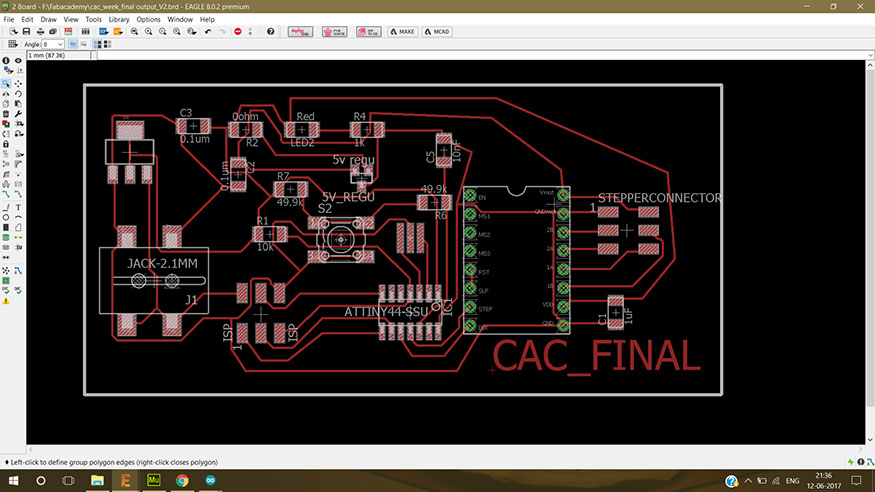 2 Board - F:\Fabacademy\cac_week_final output_V2.brd - EAGLE 8.0.2 premium
File Edit Draw View Tools Library Options Window Help
MAKE MCAD
Angle: 0
1 mm (87 36)
C3
0.1um
0ohm
R2
Red
LED2
R4
1k
C5
10nF
C2
0.1um
5v regu
5V_REGU
R7
49.9k
49.9k
R6
S2
R1
10k
JACK-2.1MM
J1
ISP
ISP
1
ATTINY44-SSU
IC1
EN
MS1
MS2
MS3
RST
SLP
STEP
DIR
Vmot
GNDmot
2B
2A
1A
1B
VDD
GND
STEPPERCONNECTOR
1
C1
1uF
CAC_FINAL
Left-click to define group polygon edges (right-click closes polygon)
ENG
21:36
12-06-2017